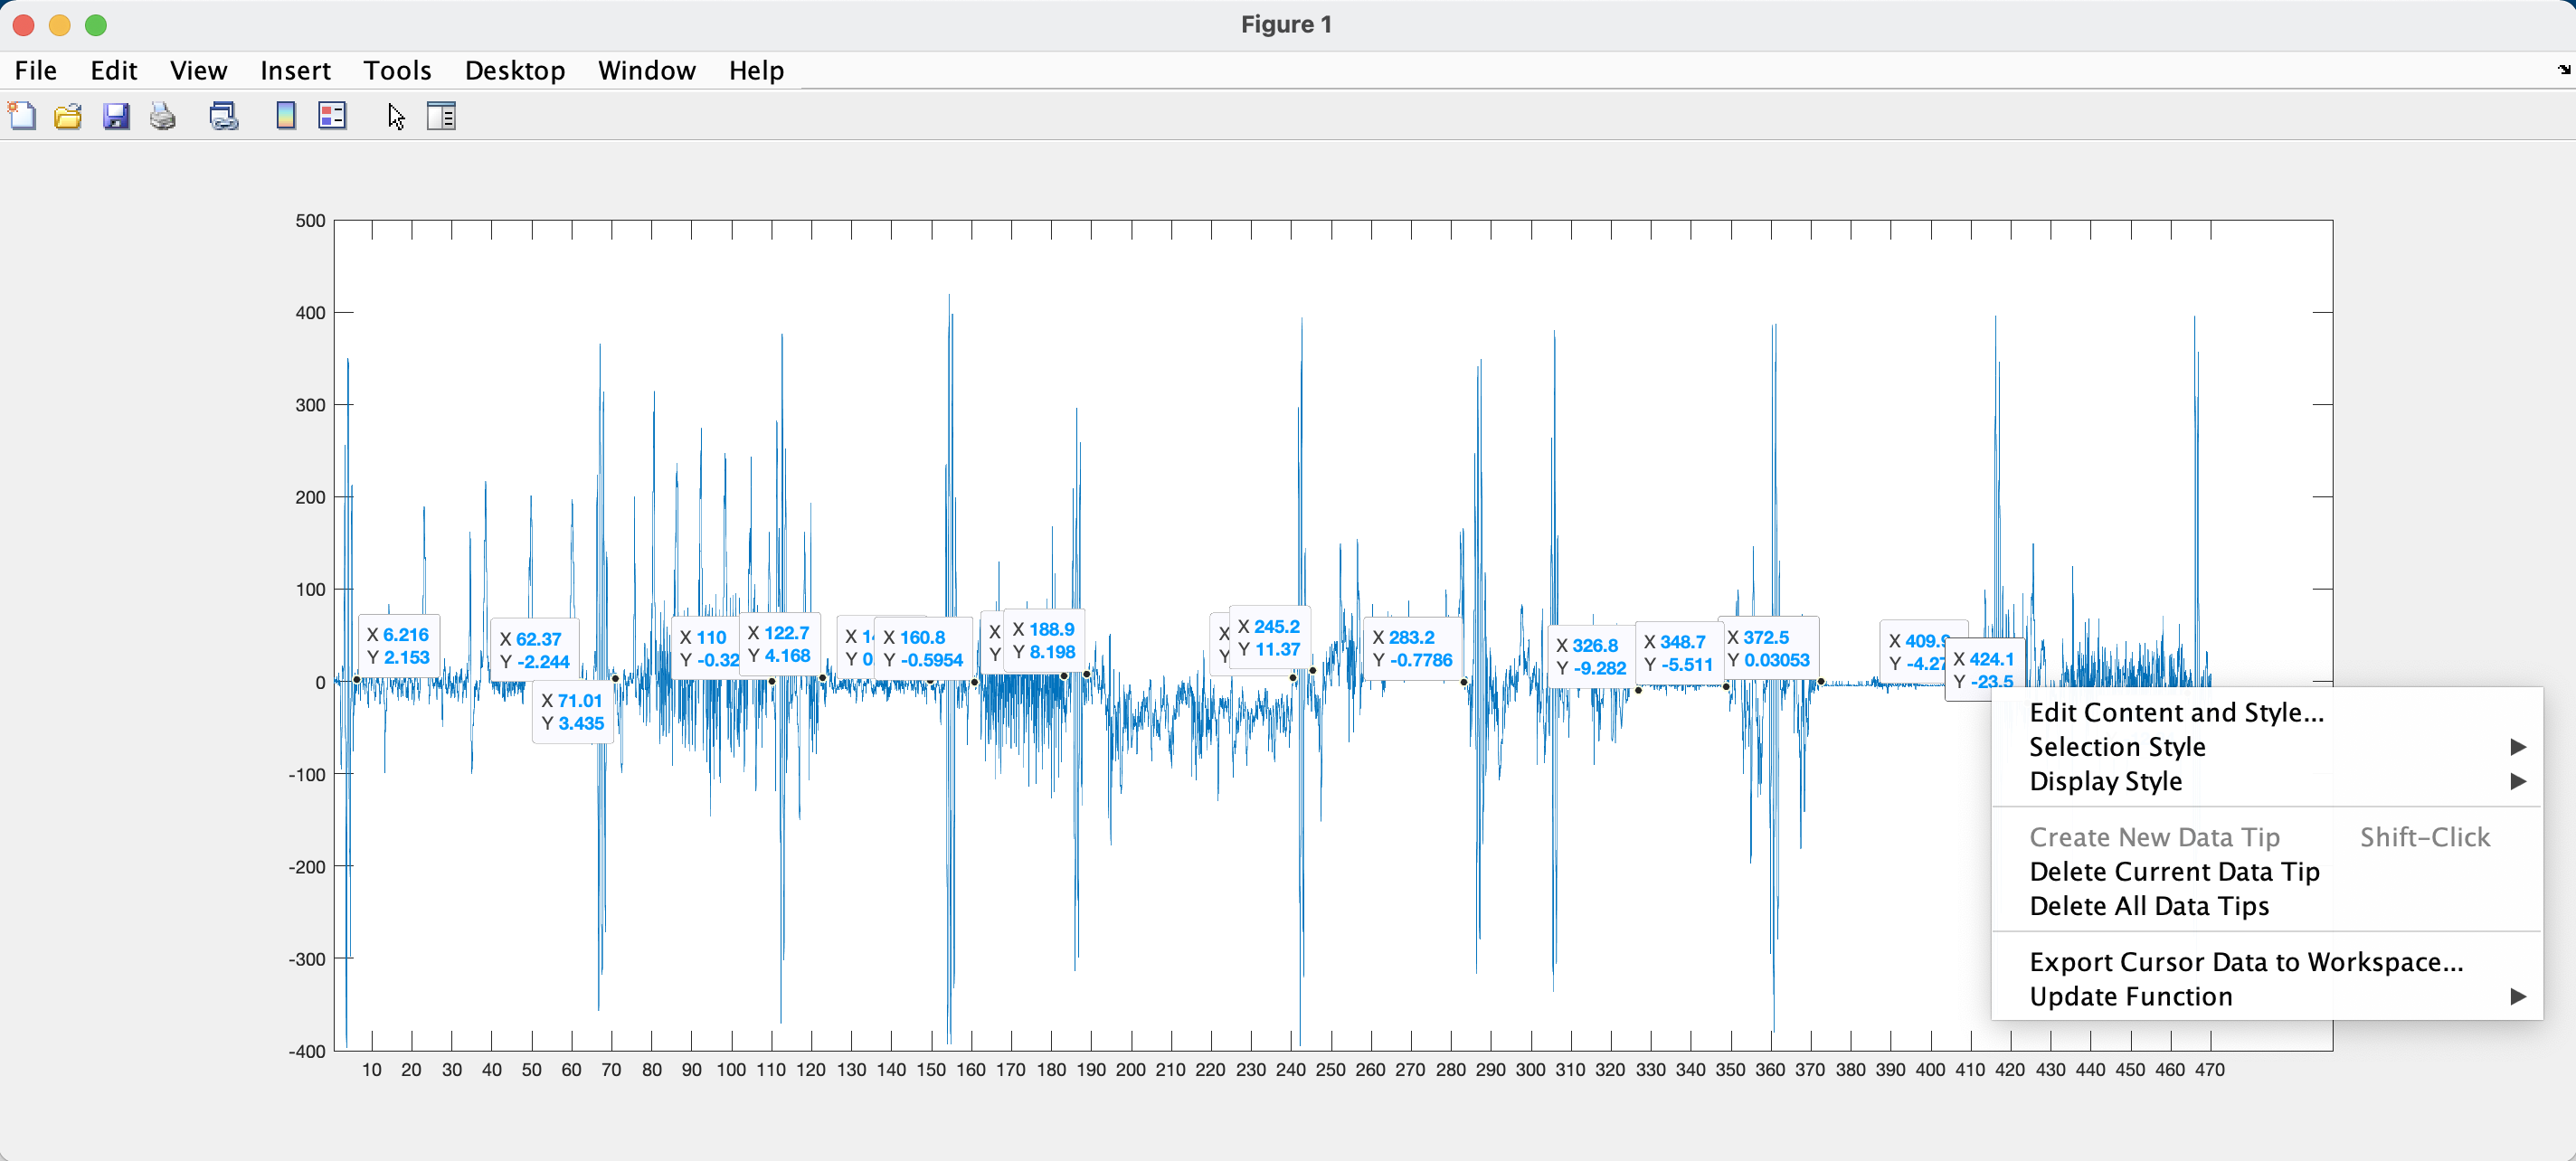 Figure 1
File Edit View Insert Tools Desktop Window Help
500
400
300
200
100
0
-100
-200
-300
-400
X 6.216
Y 2.153
X 62.37
Y -2.244
X 71.01
Y 3.435
X 110
Y -0.32
X 122.7
Y 4.168
X
Y
X 160.8
Y -0.5954
X
Y
X 188.9
Y 8.198
X
Y
X 245.2
Y 11.37
X 283.2
Y -0.7786
X 326.8
Y -9.282
X 348.7
Y -5.511
X 372.5
Y 0.03053
X 409.9
Y -4.27
X 424.1
Y -23.5
10 20 30 40 50 60 70 80 90 100 110 120 130 140 150 160 170 180 190 200 210 220 230 240 250 260 270 280 290 300 310 320 330 340 350 360 370 380 390 400 410 420 430 440 450 460 470
Edit Content and Style...
Selection Style
Display Style
Create New Data Tip Shift-Click
Delete Current Data Tip
Delete All Data Tips
Export Cursor Data to Workspace...
Update Function